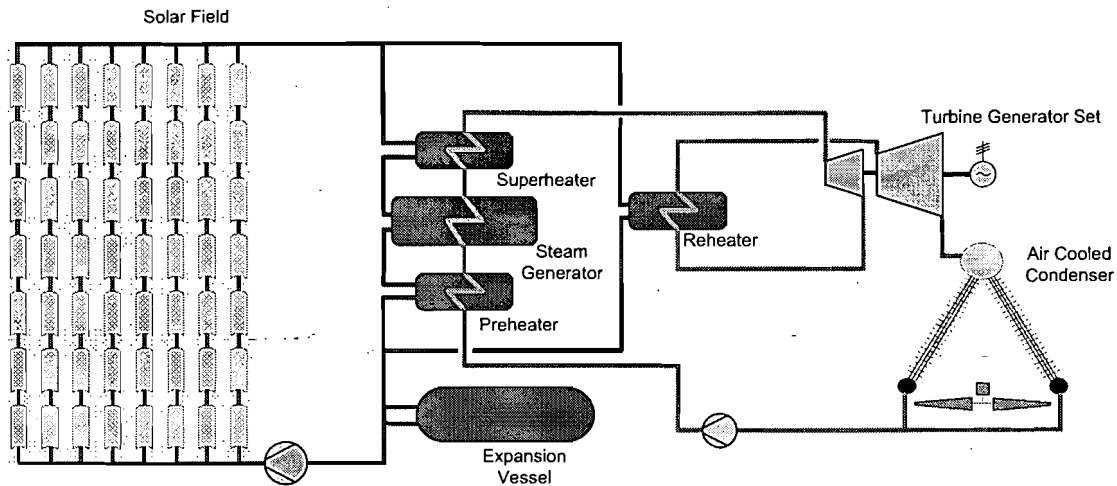 Solar Field
Turbine Generator Set
Superheater
Steam
Generator
Reheater
Air Cooled
Condenser
Preheater
Expansion
Vessel